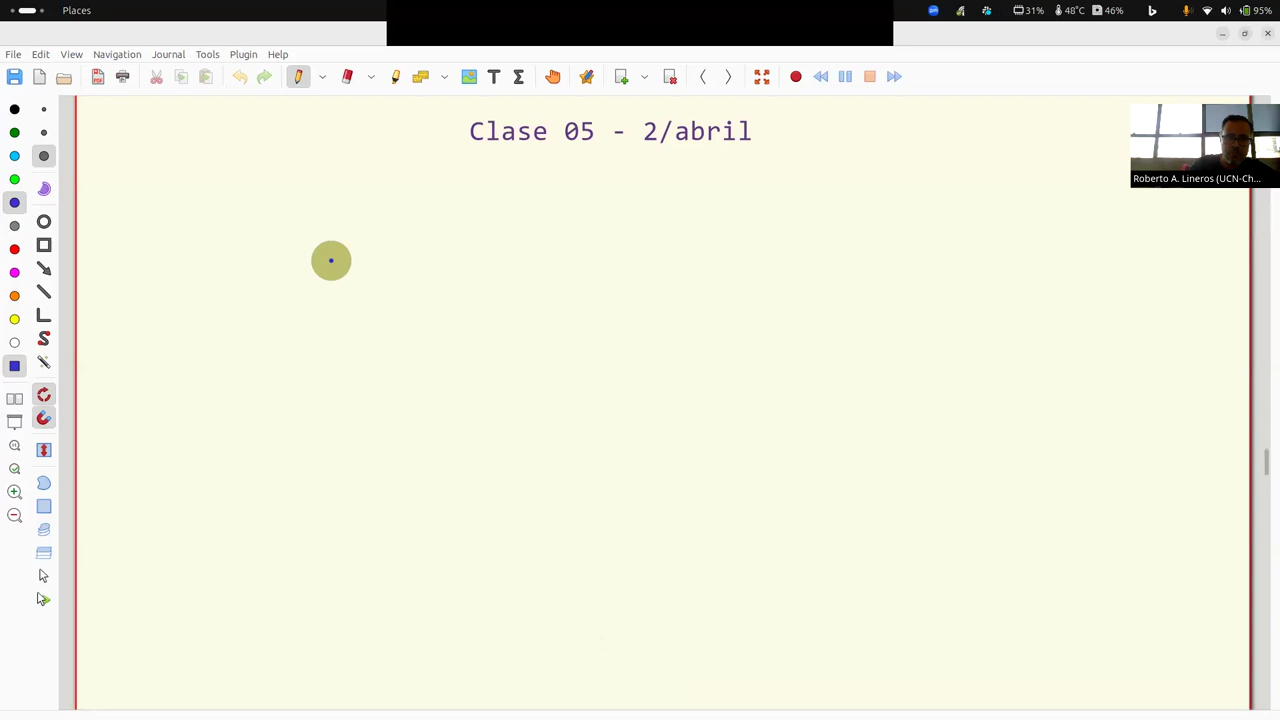 Places
31%
48°C
46%
95%
File Edit View Navigation Journal Tools Plugin Help
Clase 05 - 2/abril
Roberto A. Lineros (UCN-Ch...